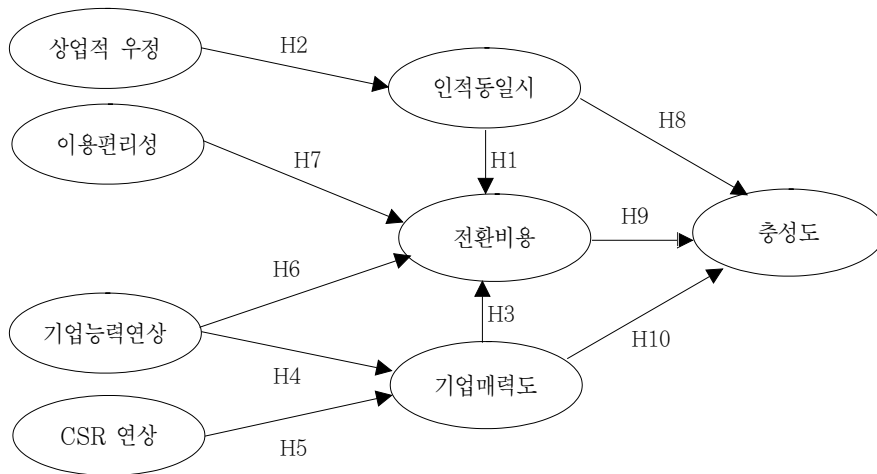 상업적 우정
H2
인적동일시
H8
이용편리성
H7
H1
전환비용
H9
충성도
H6
기업능력연상
H3
H4
기업매력도
H10
CSR 연상
H5